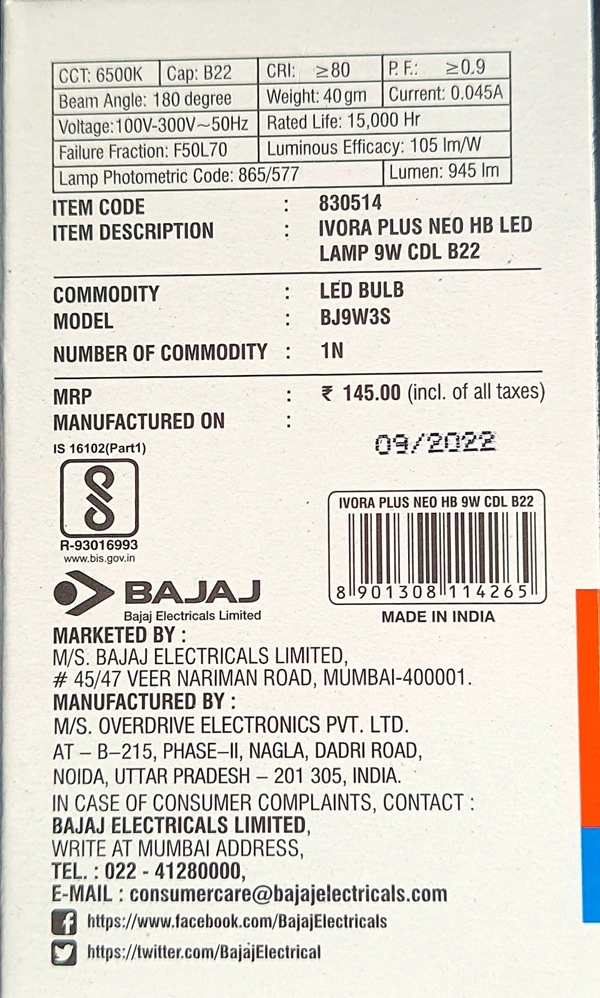 CCT: 6500K Cap: B22 CRI: ≥80 P. F.: ≥0.9
Beam Angle: 180 degree Weight: 40 gm Current: 0.045A
Voltage:100V-300V~50Hz Rated Life: 15,000 Hr
Failure Fraction: F50L70 Luminous Efficacy: 105 lm/W
Lamp Photometric Code: 865/577 Lumen: 945 lm
ITEM CODE : 830514
ITEM DESCRIPTION : IVORA PLUS NEO HB LED
LAMP 9W CDL B22
COMMODITY : LED BULB
MODEL : BJ9W3S
NUMBER OF COMMODITY : 1N
MRP : ₹ 145.00 (incl. of all taxes)
MANUFACTURED ON :
09/2022
IS 16102(Part1)
R-93016993
www.bis.gov.in
IVORA PLUS NEO HB 9W CDL B22
8 901308 114265
MADE IN INDIA
BAJAJ
Bajaj Electricals Limited
MARKETED BY :
M/S. BAJAJ ELECTRICALS LIMITED,
# 45/47 VEER NARIMAN ROAD, MUMBAI-400001.
MANUFACTURED BY :
M/S. OVERDRIVE ELECTRONICS PVT. LTD.
AT – B–215, PHASE–II, NAGLA, DADRI ROAD,
NOIDA, UTTAR PRADESH – 201 305, INDIA.
IN CASE OF CONSUMER COMPLAINTS, CONTACT :
BAJAJ ELECTRICALS LIMITED,
WRITE AT MUMBAI ADDRESS,
TEL. : 022 - 41280000,
E-MAIL : consumercare@bajajelectricals.com
https://www.facebook.com/BajajElectricals
https://twitter.com/BajajElectrical